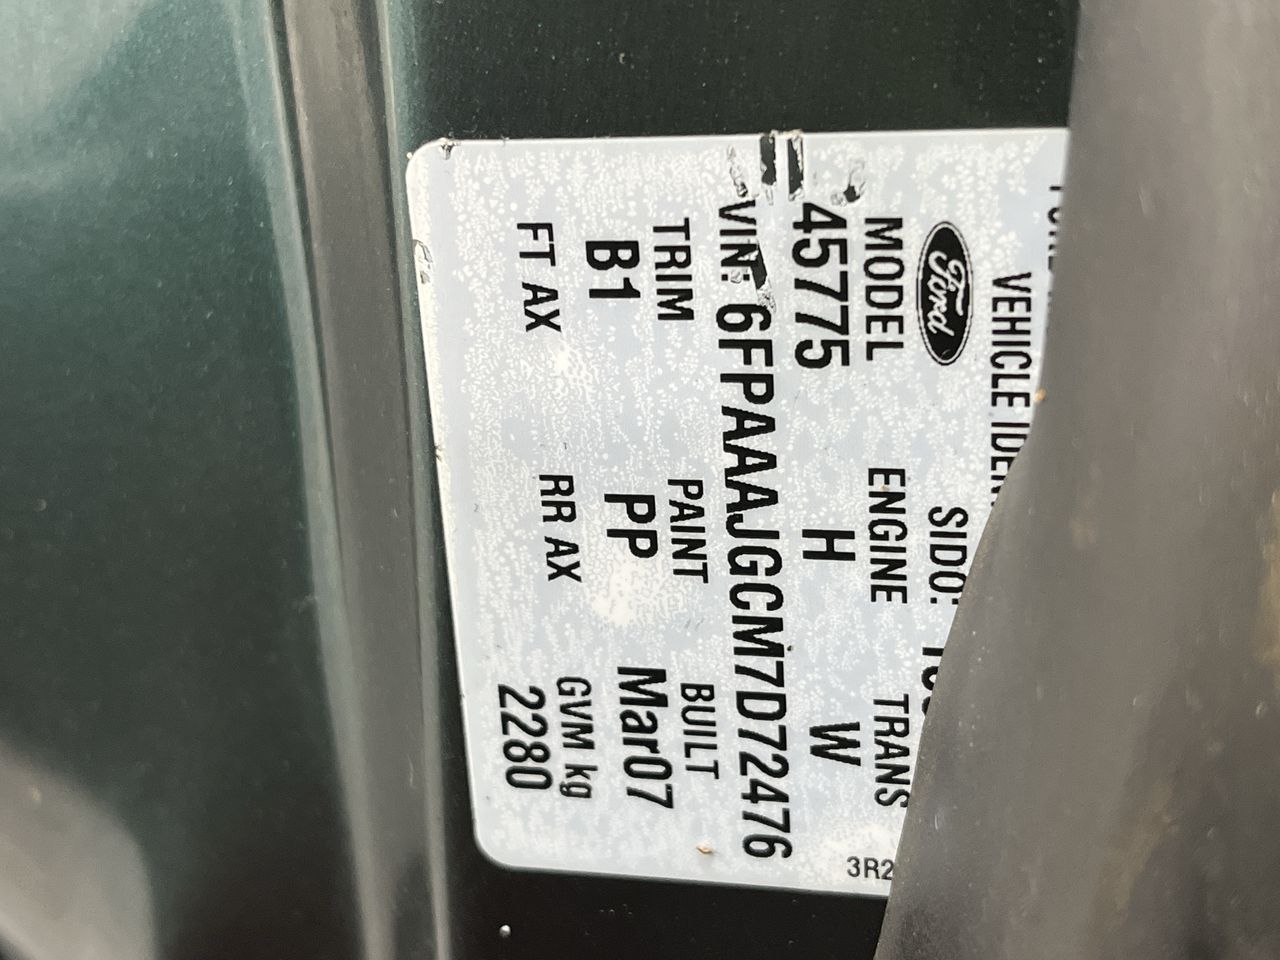 VEHICLE
Ford SIDO:
MODEL ENGINE TRANS
45775 H W
VIN: 6FPAAAJGCM7D72476
TRIM PAINT BUILT
B1 PP Mar07
FT AX RR AX GVM kg
2280
3R2